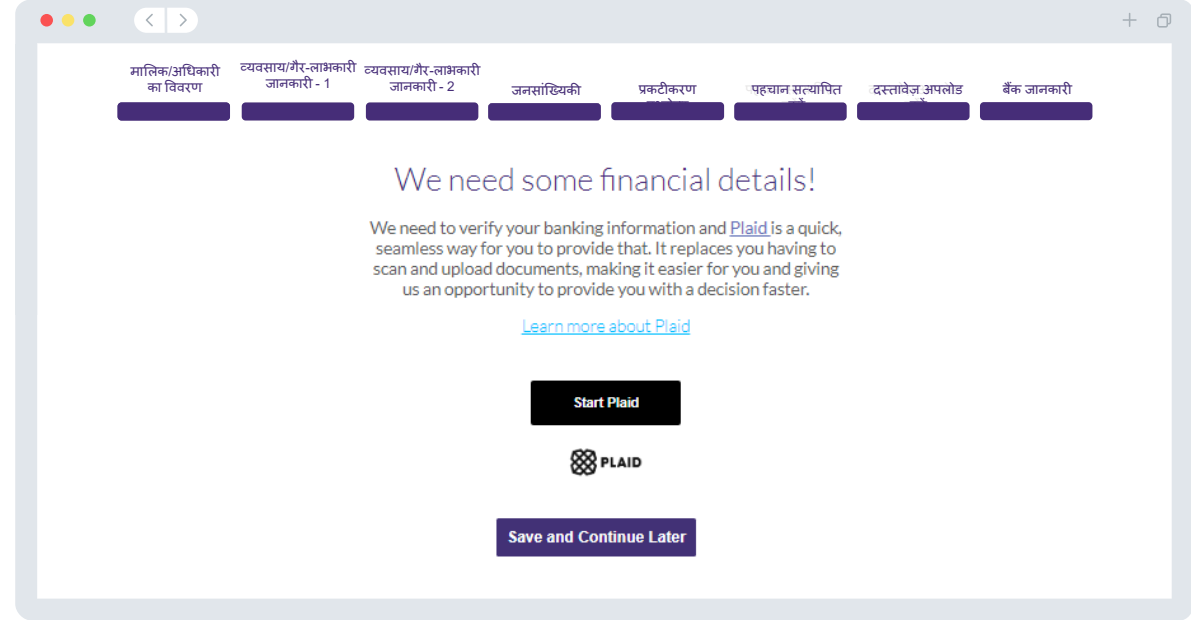 मालिक/अधिकारी
का विवरण
व्यवसाय/गैर-लाभकारी
जानकारी - 1
व्यवसाय/गैर-लाभकारी
जानकारी - 2
जनसांख्यिकी
प्रकटीकरण
पहचान सत्यापित
दस्तावेज़ अपलोड
बैंक जानकारी
We need some financial details!
We need to verify your banking information and Plaid is a quick,
seamless way for you to provide that. It replaces you having to
scan and upload documents, making it easier for you and giving
us an opportunity to provide you with a decision faster.
Learn more about Plaid
Start Plaid
PLAID
Save and Continue Later